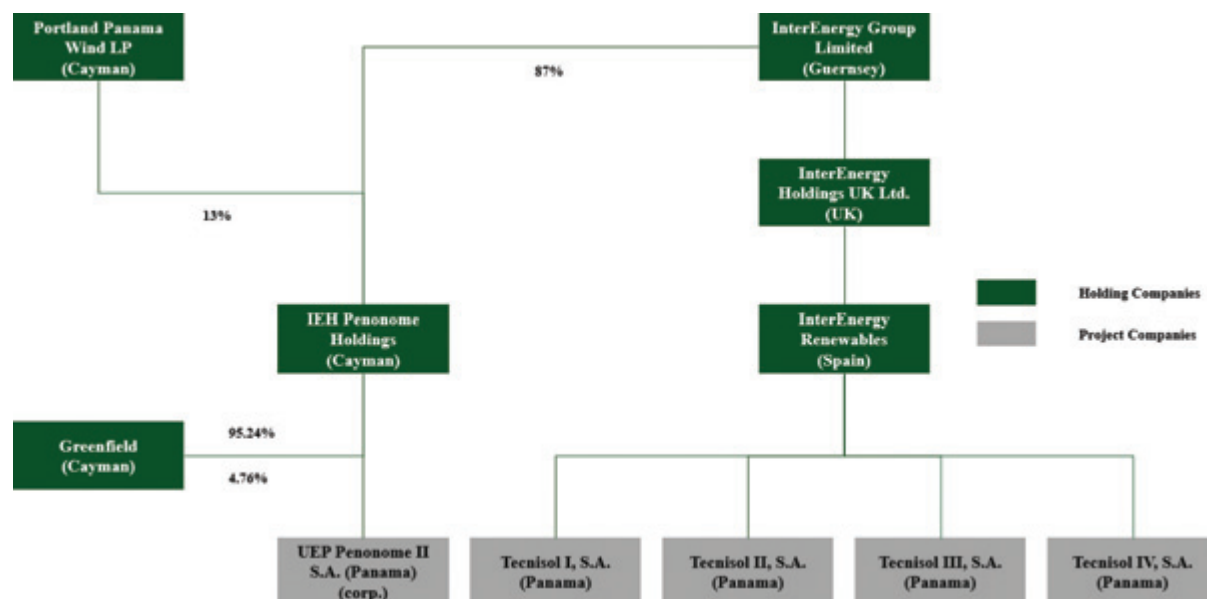 Portland Panama
Wind LP
(Cayman)
InterEnergy Group
Limited
(Guernsey)
87%
InterEnergy
Holdings UK Ltd.
(UK)
13%
IEH Penonome
Holdings
(Cayman)
InterEnergy
Renewables
(Spain)
Holding Companies
Project Companies
Greenfield
(Cayman)
95.24%
4.76%
UEP Penonome II
S.A. (Panama)
(corp.)
Tecnisol I, S.A.
(Panama)
Tecnisol II, S.A.
(Panama)
Tecnisol III, S.A.
(Panama)
Tecnisol IV, S.A.
(Panama)